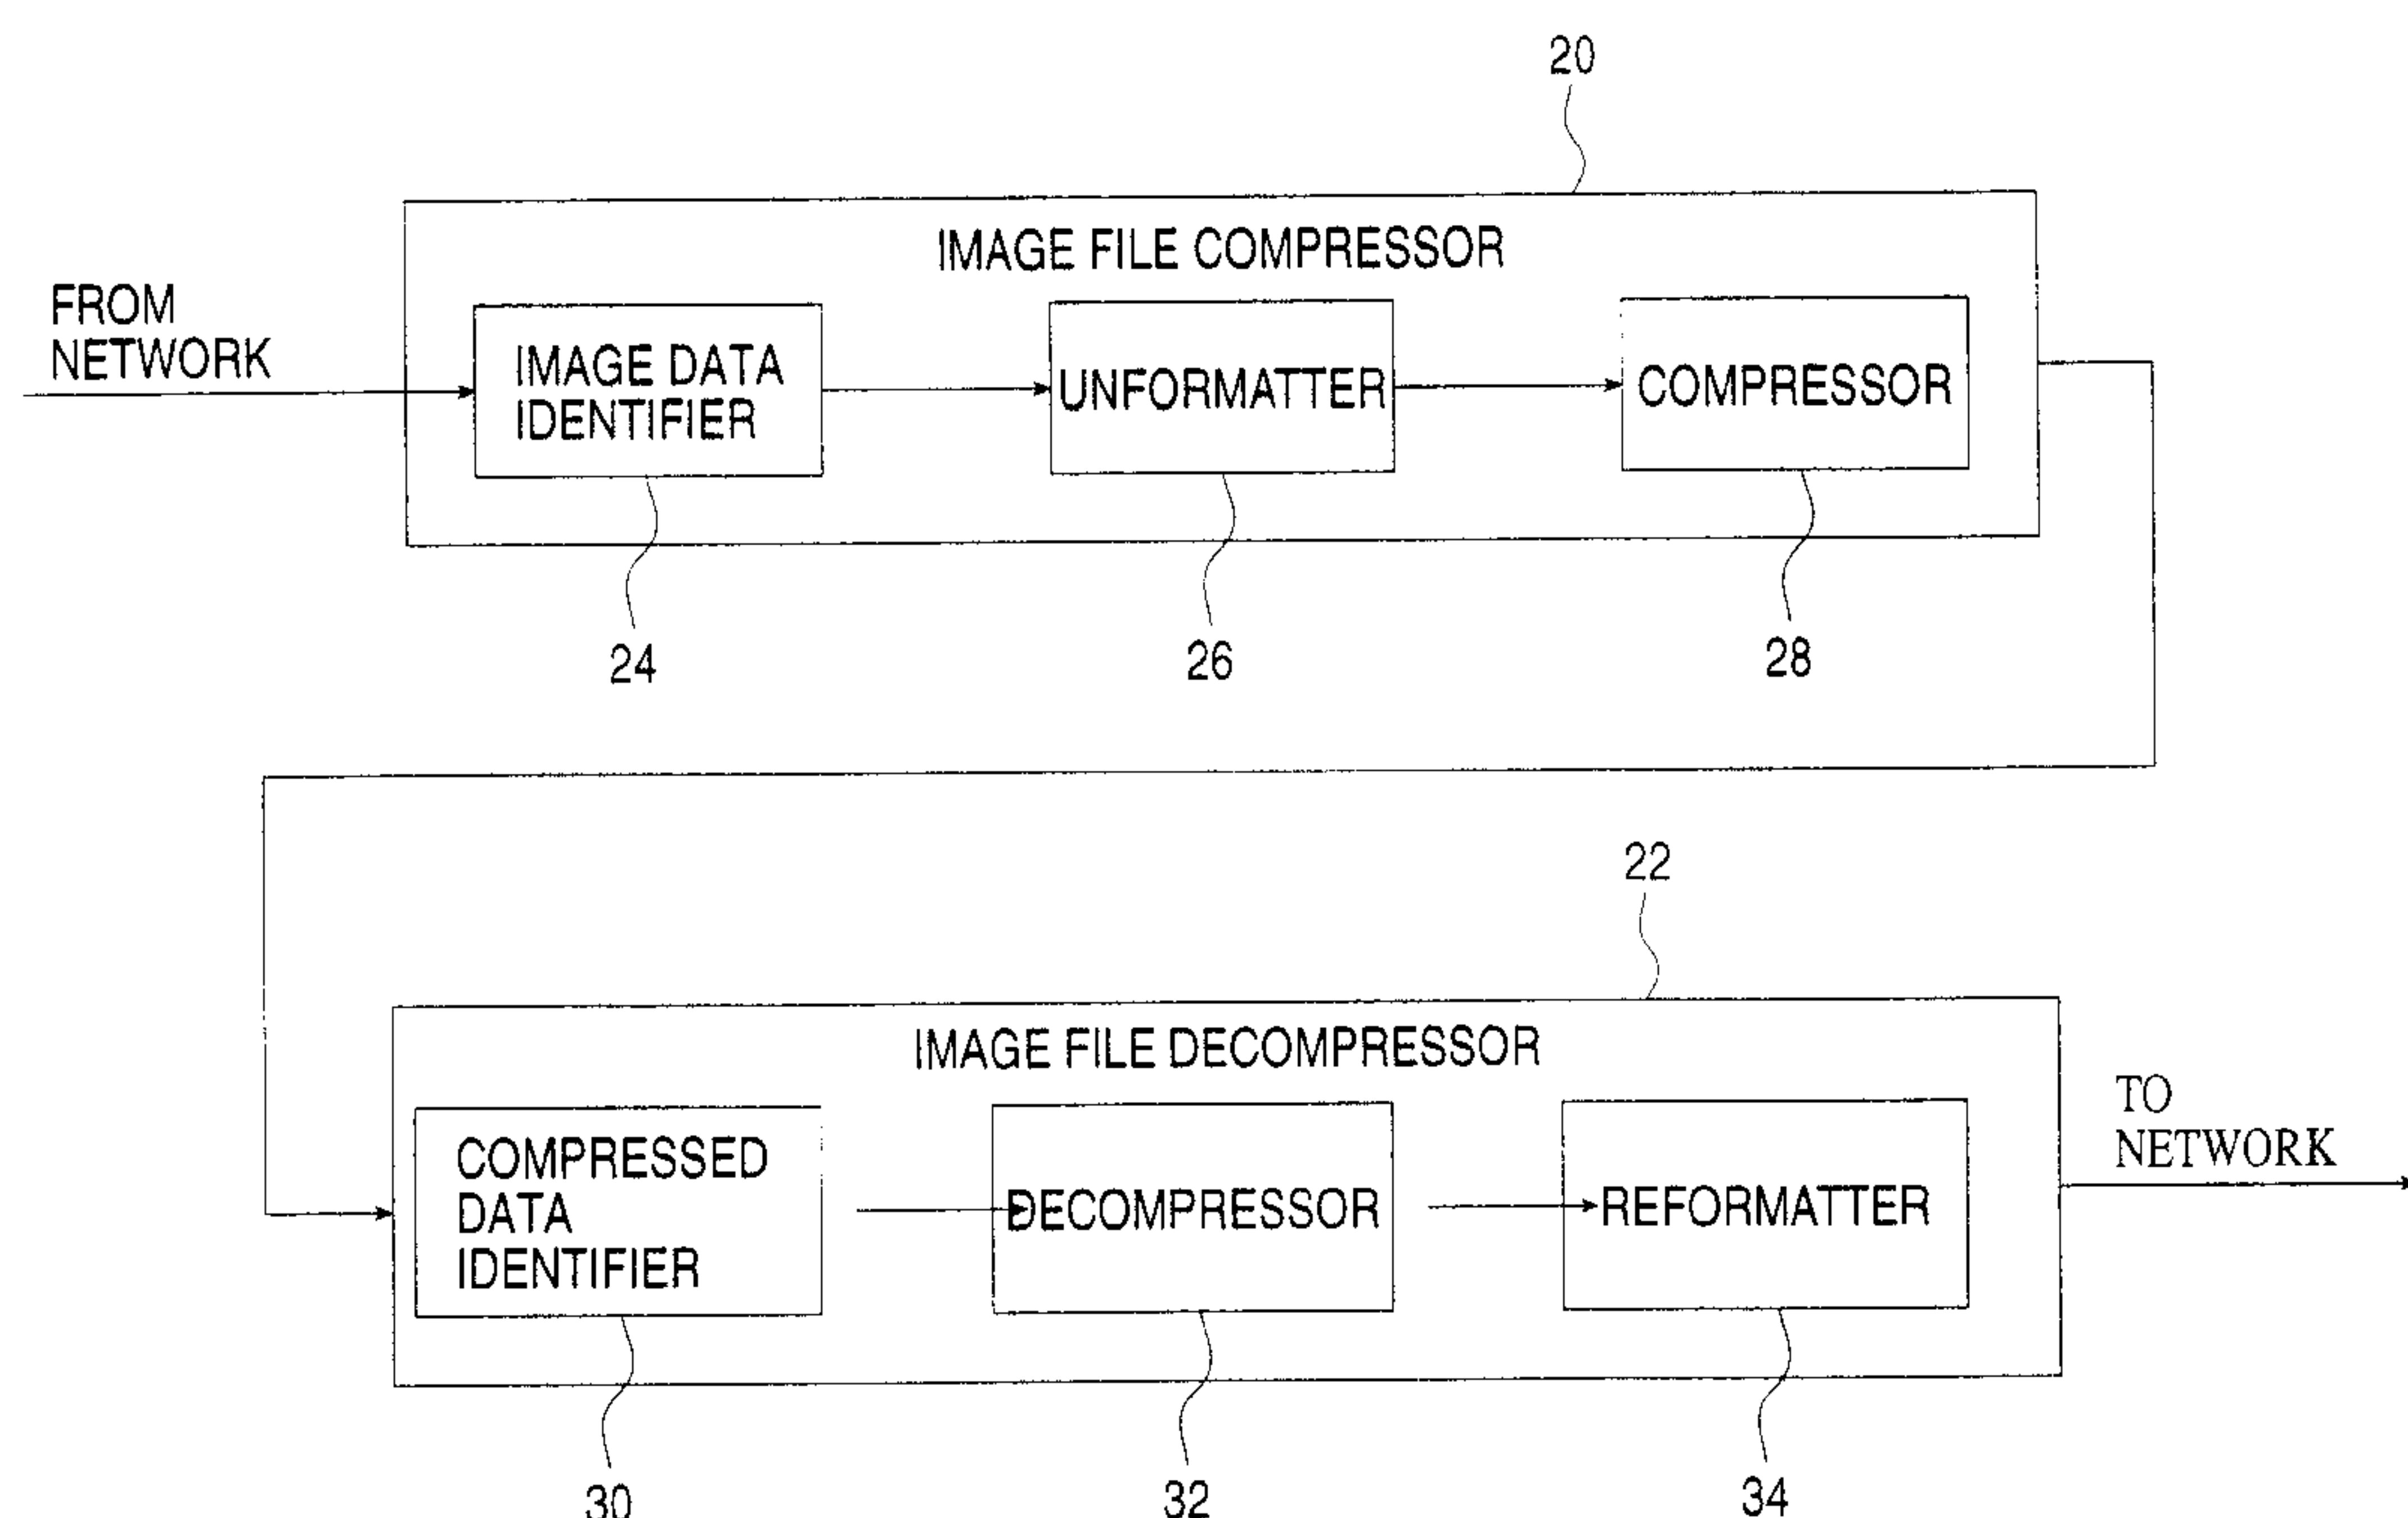 20
IMAGE FILE COMPRESSOR
FROM
NETWORK
IMAGE DATA
IDENTIFIER
UNFORMATTER
COMPRESSOR
24
26
28
22
IMAGE FILE DECOMPRESSOR
COMPRESSED
DATA
IDENTIFIER
DECOMPRESSOR
REFORMATTER
TO
NETWORK
30
32
34